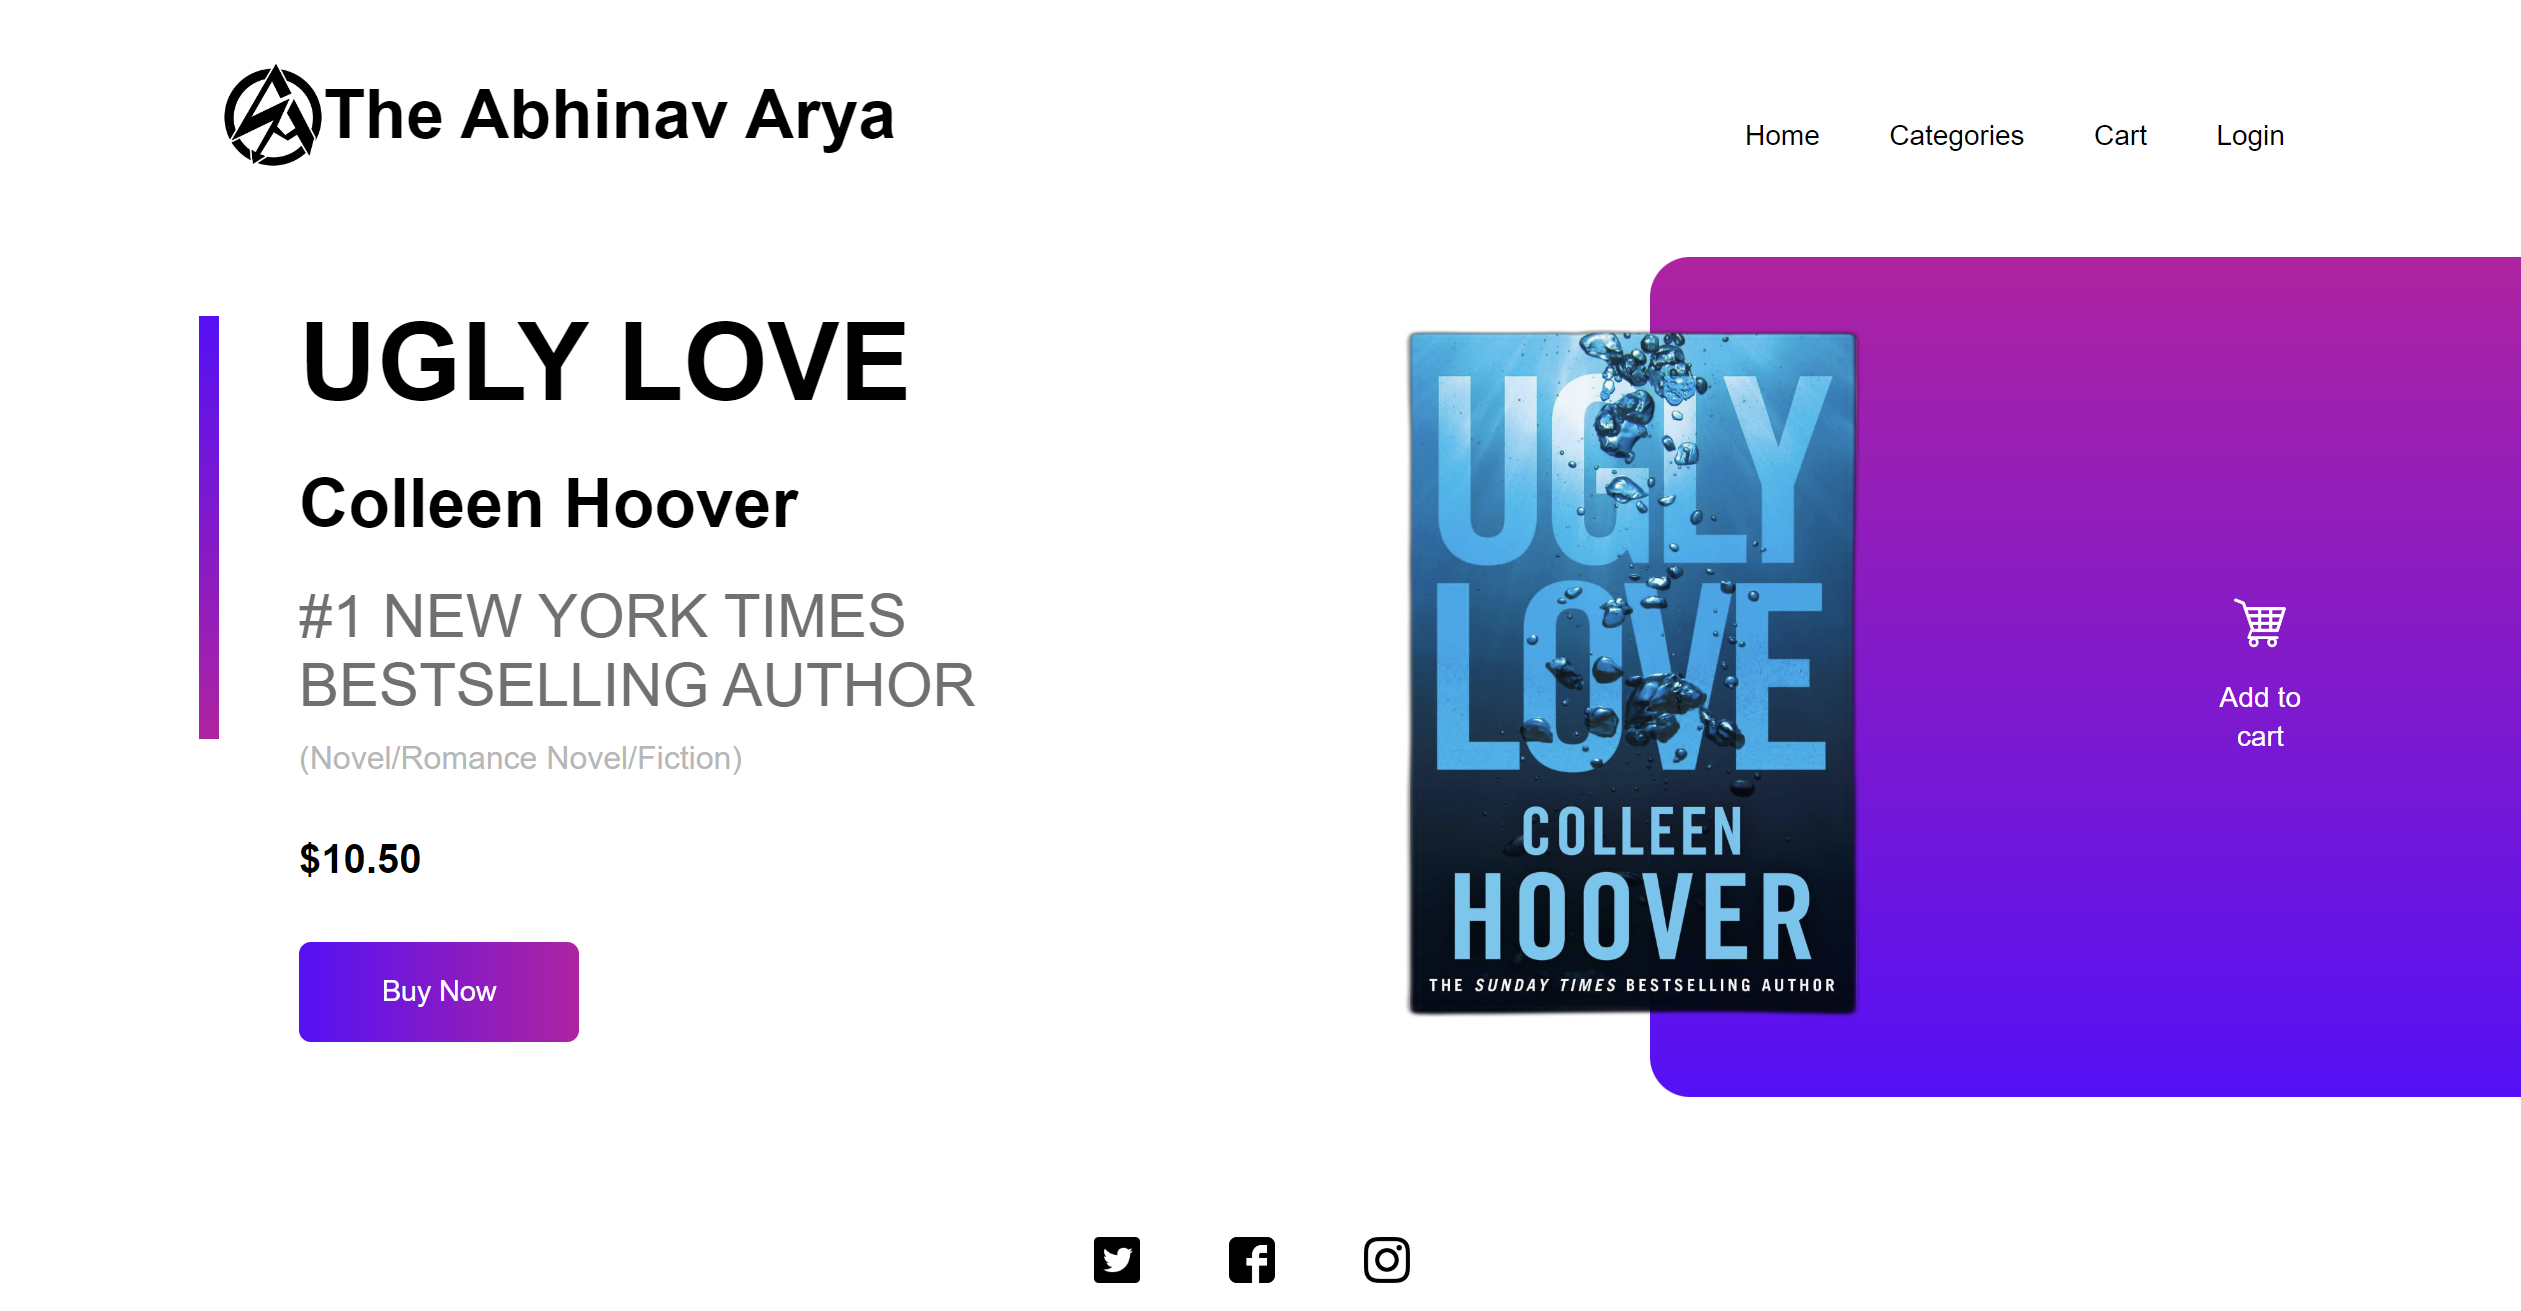 The Abhinav Arya
Home Categories Cart Login
UGLY LOVE
Colleen Hoover
#1 NEW YORK TIMES
BESTSELLING AUTHOR
(Novel/Romance Novel/Fiction)
$10.50
Buy Now
UGLY
LOVE
COLLEEN
HOOVER
THE SUNDAY TIMES BESTSELLING AUTHOR
Add to
cart